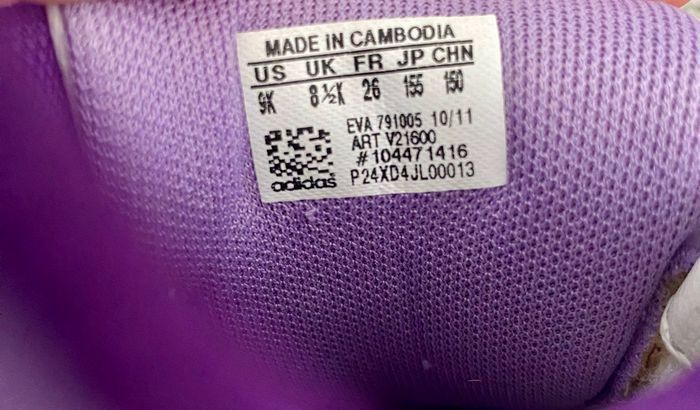 MADE IN CAMBODIA
US UK FR JP CHN
9K 8½K 26 155 150
EVA 791005 10/11
ART V21600
#104471416
P24XD4JL00013
adidas